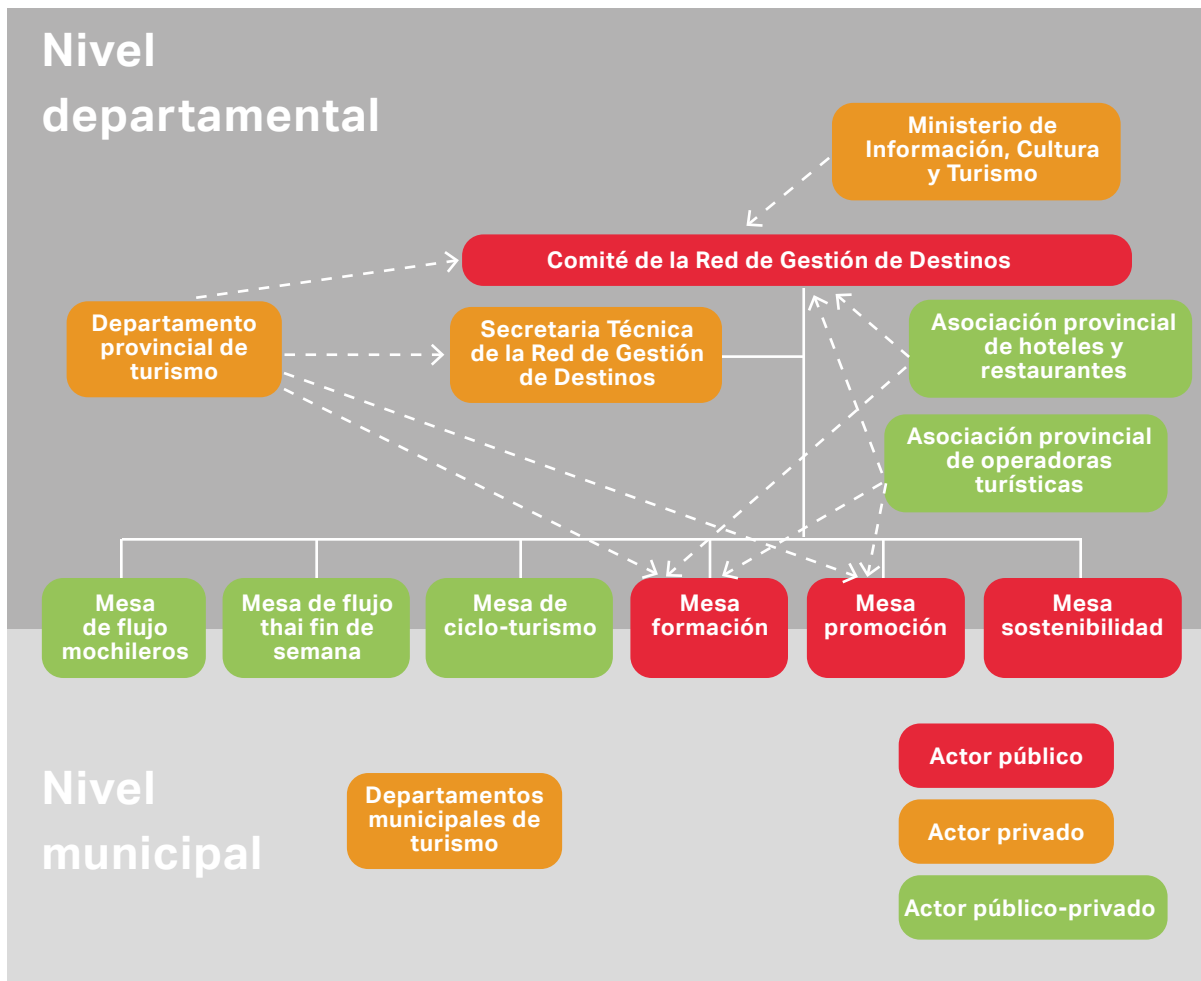 Nivel
departamental
Ministerio de
Información, Cultura
y Turismo
Comité de la Red de Gestión de Destinos
Departamento
provincial de
turismo
Secretaria Técnica
de la Red de Gestión
de Destinos
Asociación provincial
de hoteles y
restaurantes
Asociación provincial
de operadoras
turísticas
Mesa
de flujo
mochileros
Mesa de flujo
thai fin de
semana
Mesa de
ciclo-turismo
Mesa
formación
Mesa
promoción
Mesa
sostenibilidad
Nivel
municipal
Departamentos
municipales de
turismo
Actor público
Actor privado
Actor público-privado